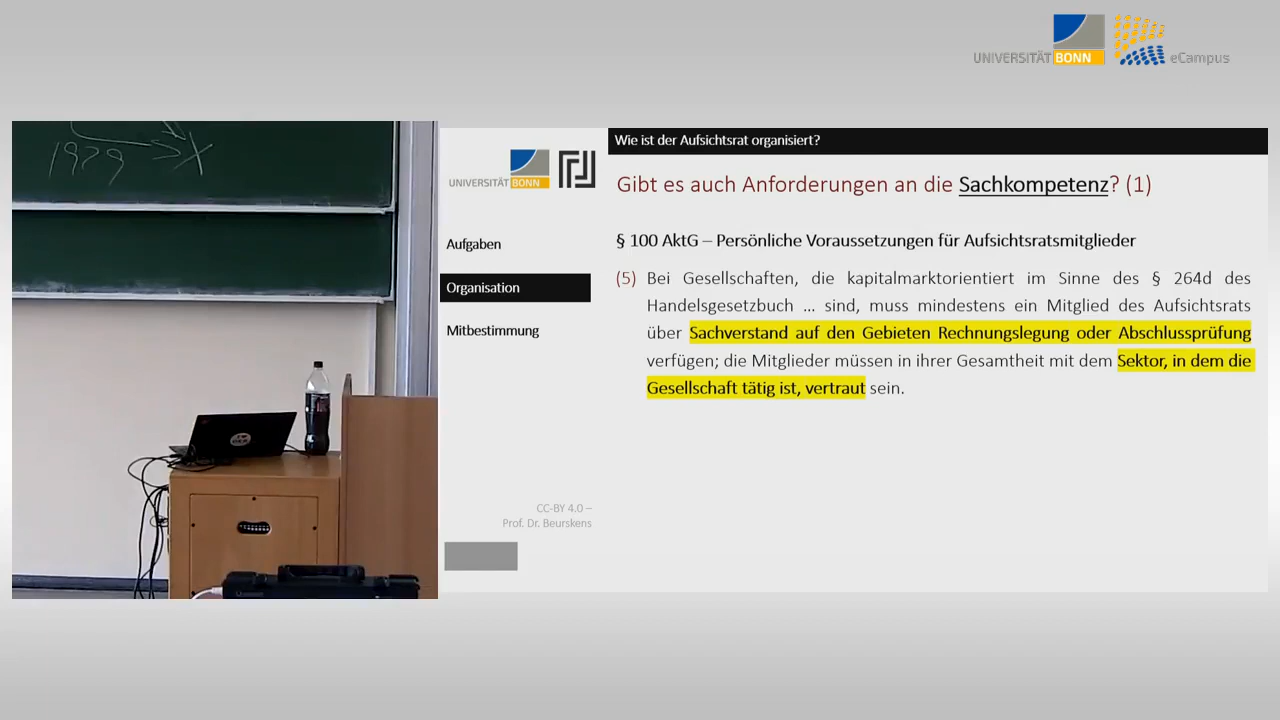 UNIVERSITÄT BONN
eCampus
1979
UNIVERSITÄT BONN
Aufgaben
Organisation
Mitbestimmung
CC-BY 4.0 –
Prof. Dr. Beurskens
Wie ist der Aufsichtsrat organisiert?
Gibt es auch Anforderungen an die Sachkompetenz? (1)
§ 100 AktG – Persönliche Voraussetzungen für Aufsichtsratsmitglieder
(5) Bei Gesellschaften, die kapitalmarktorientiert im Sinne des § 264d des
Handelsgesetzbuch ... sind, muss mindestens ein Mitglied des Aufsichtsrats
über Sachverstand auf den Gebieten Rechnungslegung oder Abschlussprüfung
verfügen; die Mitglieder müssen in ihrer Gesamtheit mit dem Sektor, in dem die
Gesellschaft tätig ist, vertraut sein.